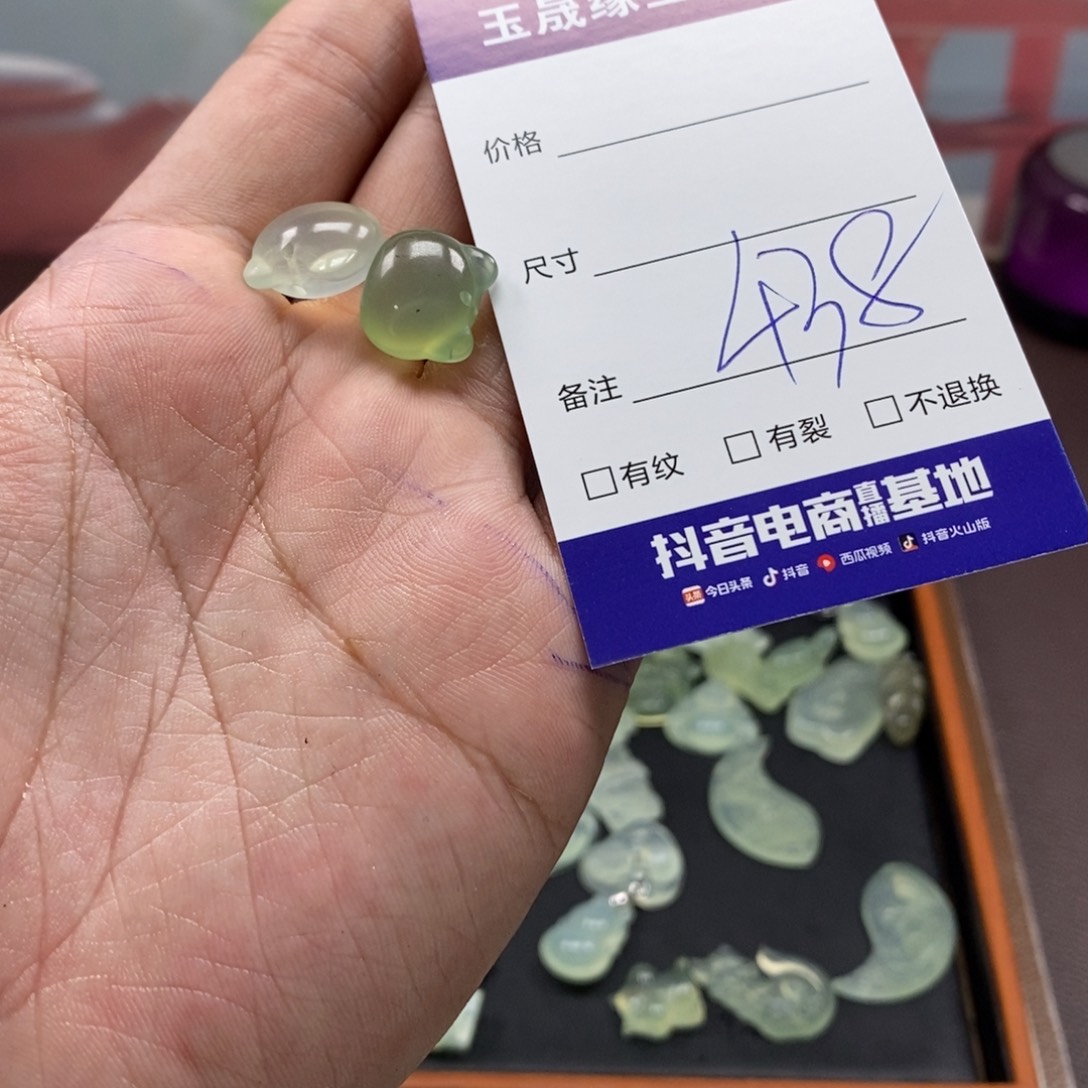 玉晟缘
价格
尺寸
438
备注
□有纹 □有裂 □不退换
抖音电商直播基地
头条 今日头条 抖音 西瓜视频 抖音火山版